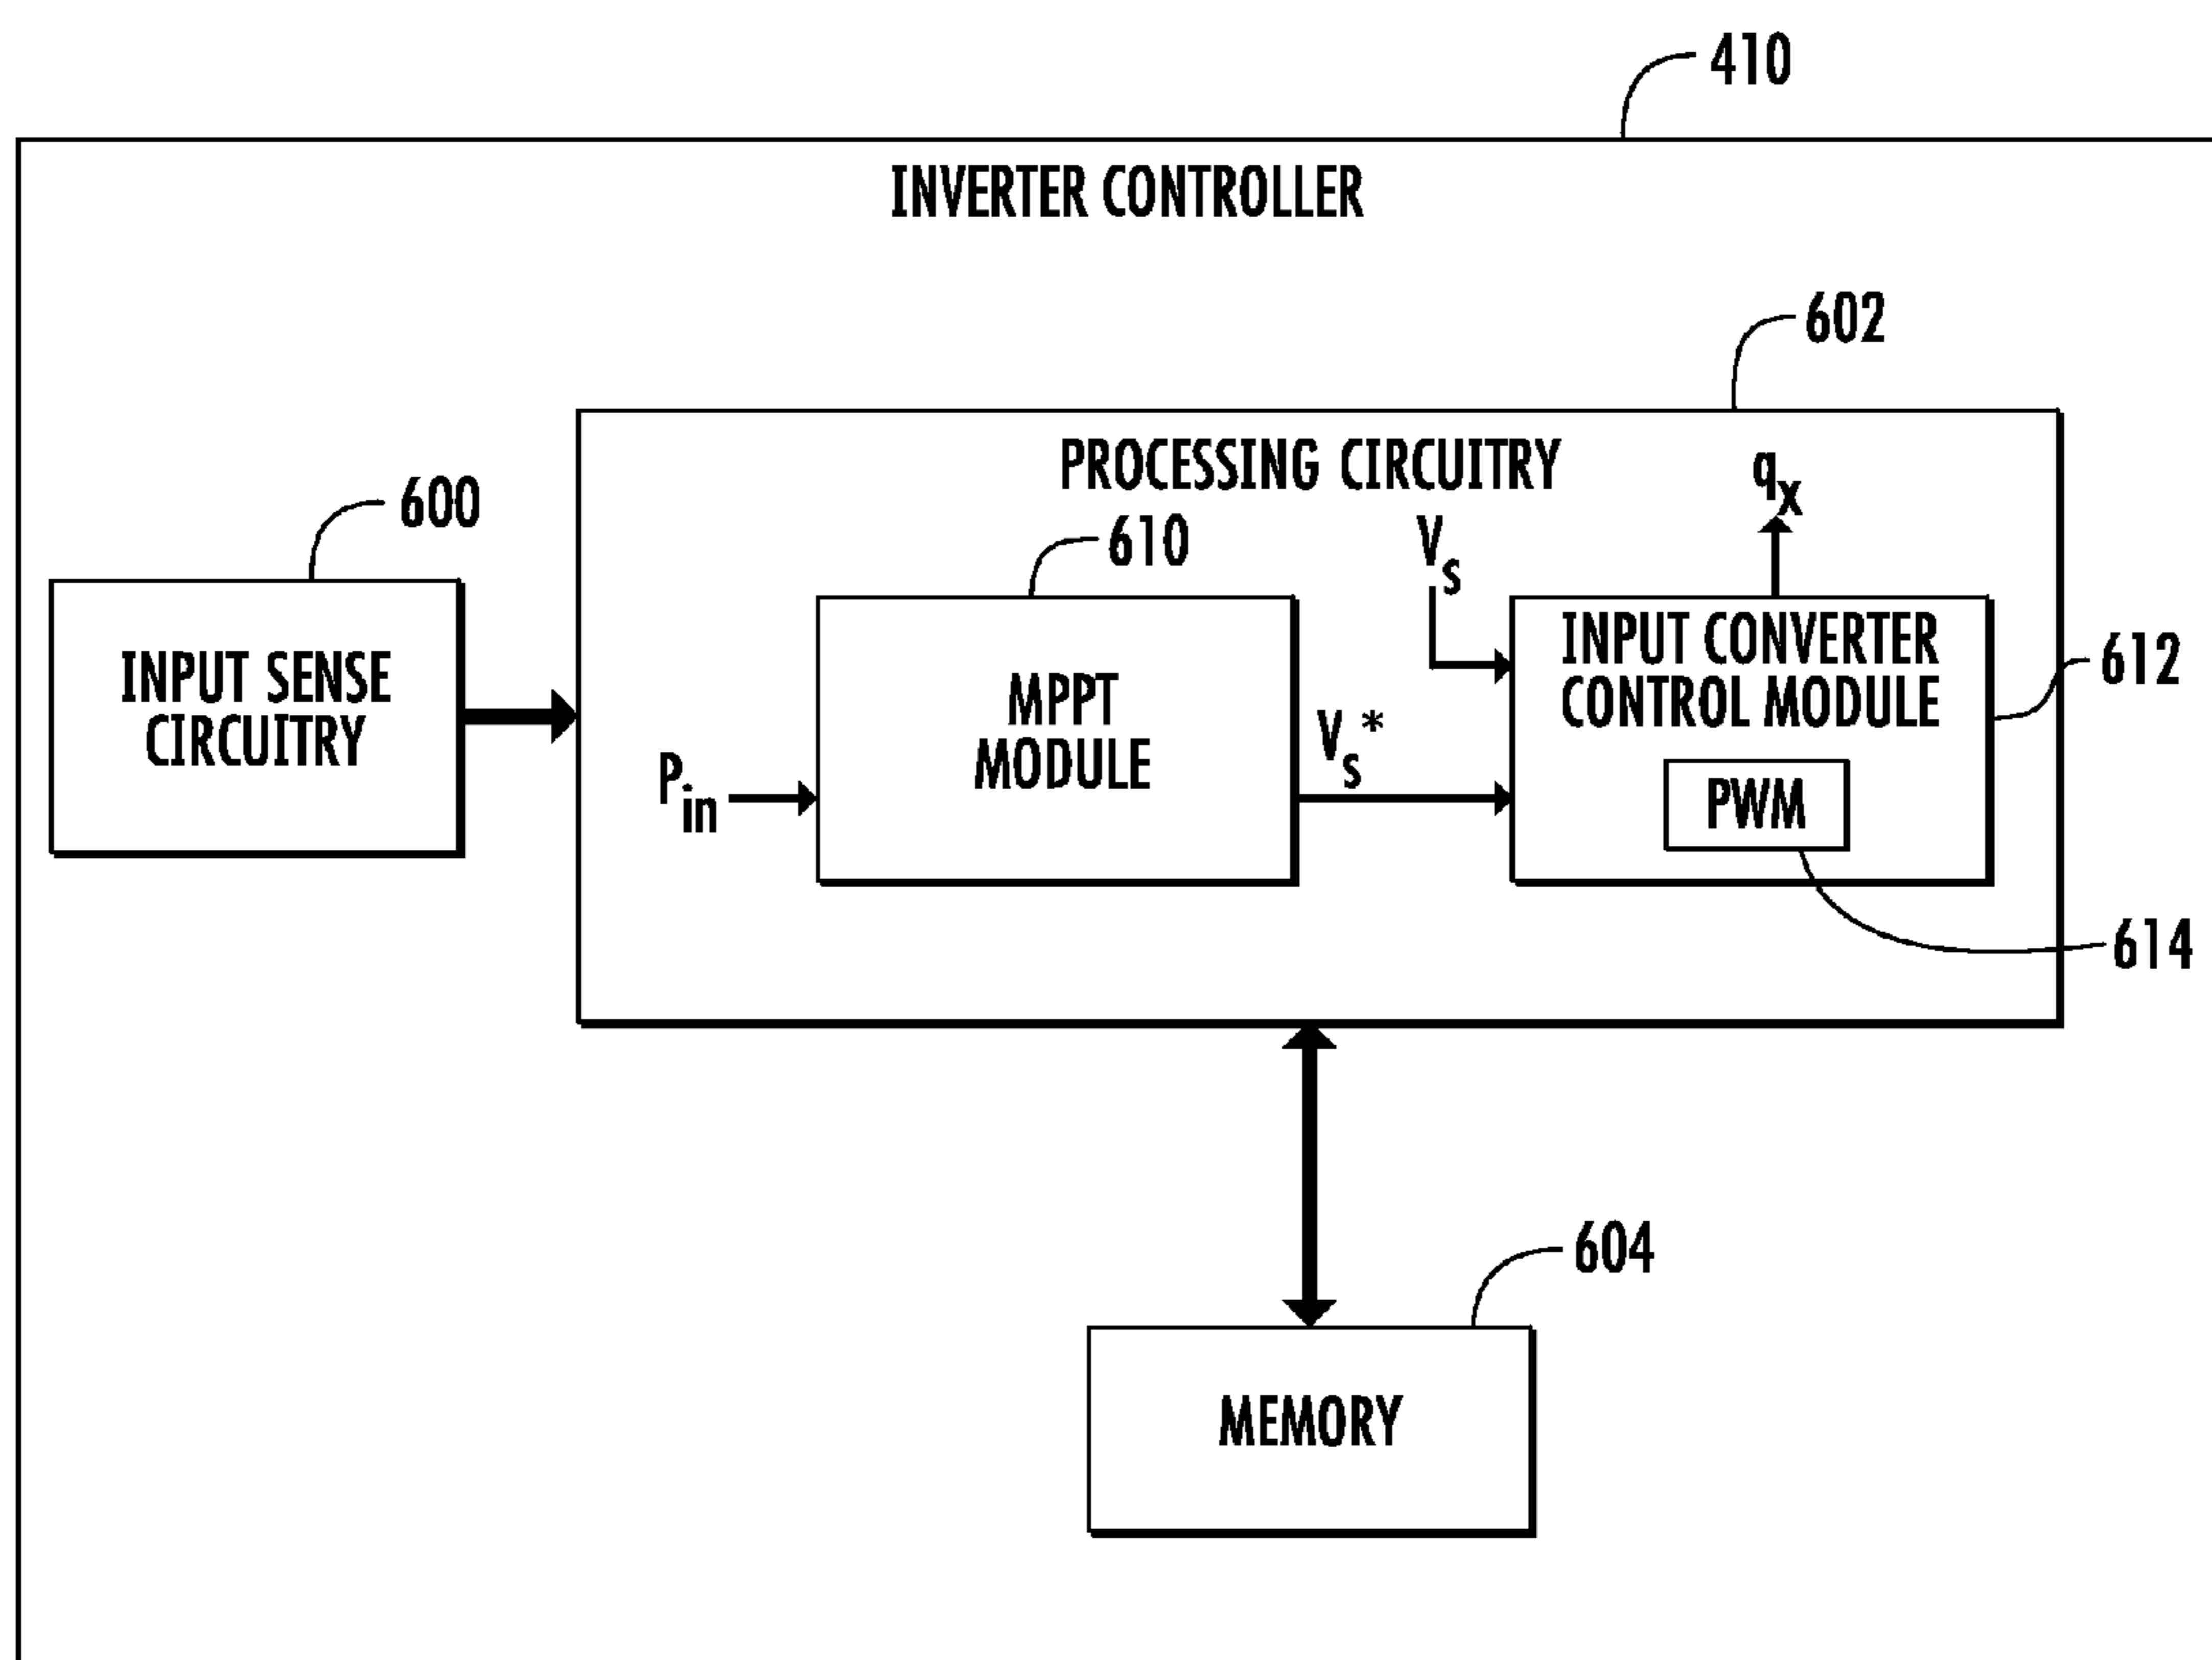 410
INVERTER CONTROLLER
602
PROCESSING CIRCUITRY
600
610
Vs
qx
INPUT SENSE
CIRCUITRY
Pin
MPPT
MODULE
Vs*
INPUT CONVERTER
CONTROL MODULE
PWM
612
614
604
MEMORY